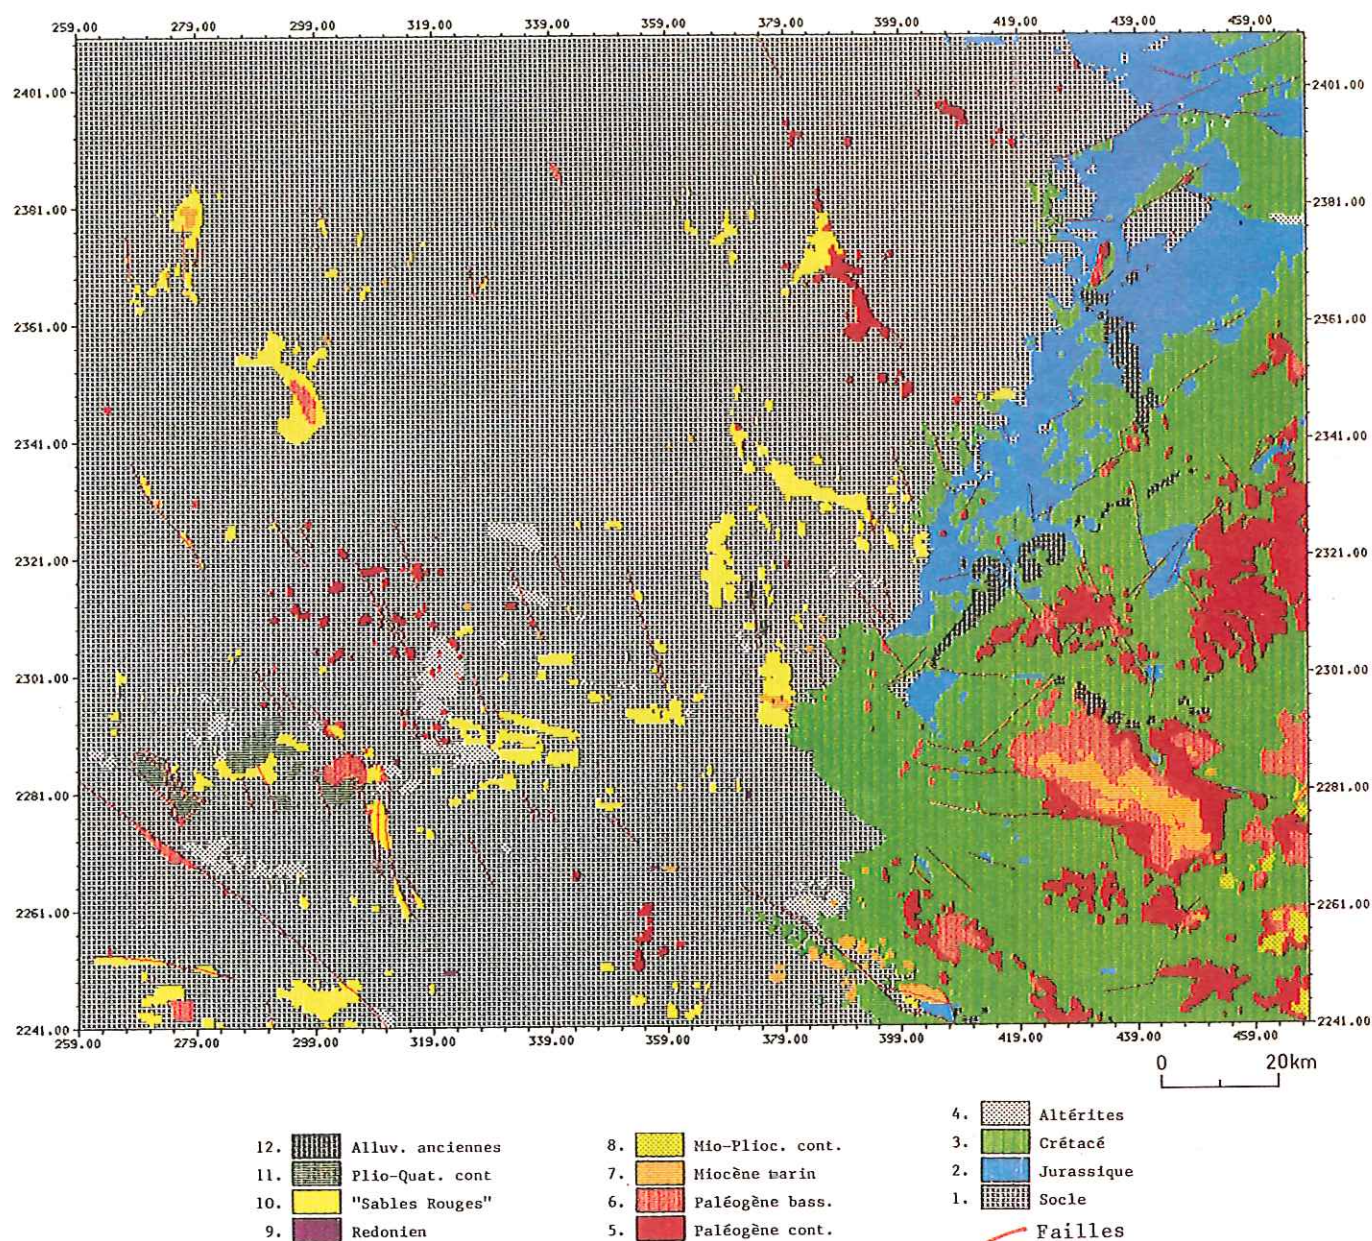 259.00 279.00 299.00 319.00 339.00 359.00 379.00 399.00 419.00 439.00 459.00
2401.00 2401.00
2381.00 2381.00
2361.00 2361.00
2341.00 2341.00
2321.00 2321.00
2301.00 2301.00
2281.00 2281.00
2261.00 2261.00
2241.00 2241.00
259.00 279.00 299.00 319.00 339.00 359.00 379.00 399.00 419.00 439.00 459.00
0 20km
12. Alluv. anciennes
11. Plio-Quat. cont
10. "Sables Rouges"
9. Redonien
8. Mio-Plioc. cont.
7. Miocène marin
6. Paléogène bass.
5. Paléogène cont.
4. Altérites
3. Crétacé
2. Jurassique
1. Socle
Failles